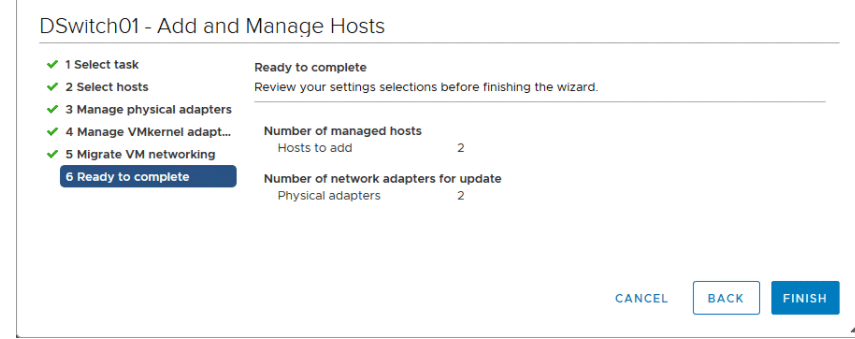 DSwitch01 - Add and Manage Hosts
1 Select task
2 Select hosts
3 Manage physical adapters
4 Manage VMkernel adapt...
5 Migrate VM networking
6 Ready to complete
Ready to complete
Review your settings selections before finishing the wizard.
Number of managed hosts
Hosts to add 2
Number of network adapters for update
Physical adapters 2
CANCEL BACK FINISH